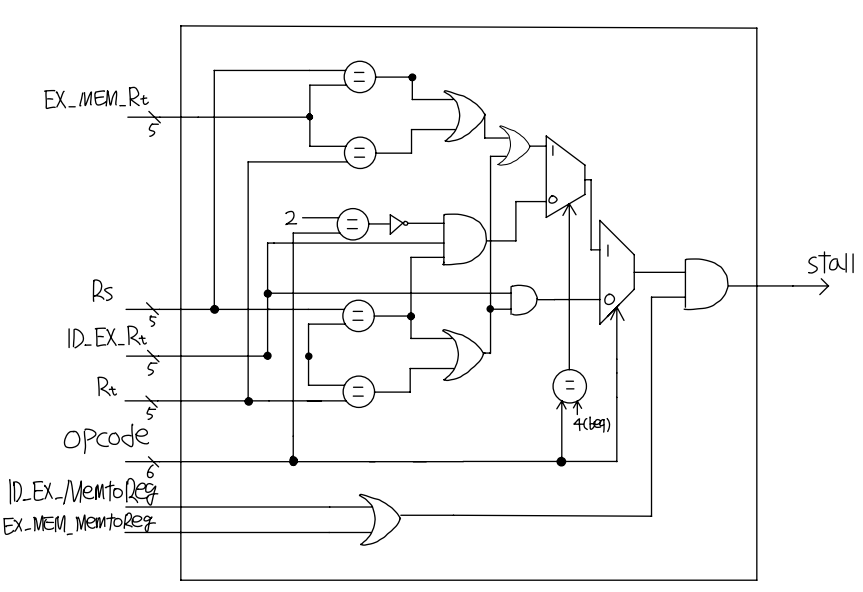 EX_MEM_Rt
5
=
=
1
0
2
=
stall
1
0
Rs
5
=
ID_EX_Rt
5
Rt
5
=
=
4(beq)
OPcode
6
ID_EX_MemtoReg
EX_MEM_MemtoReg